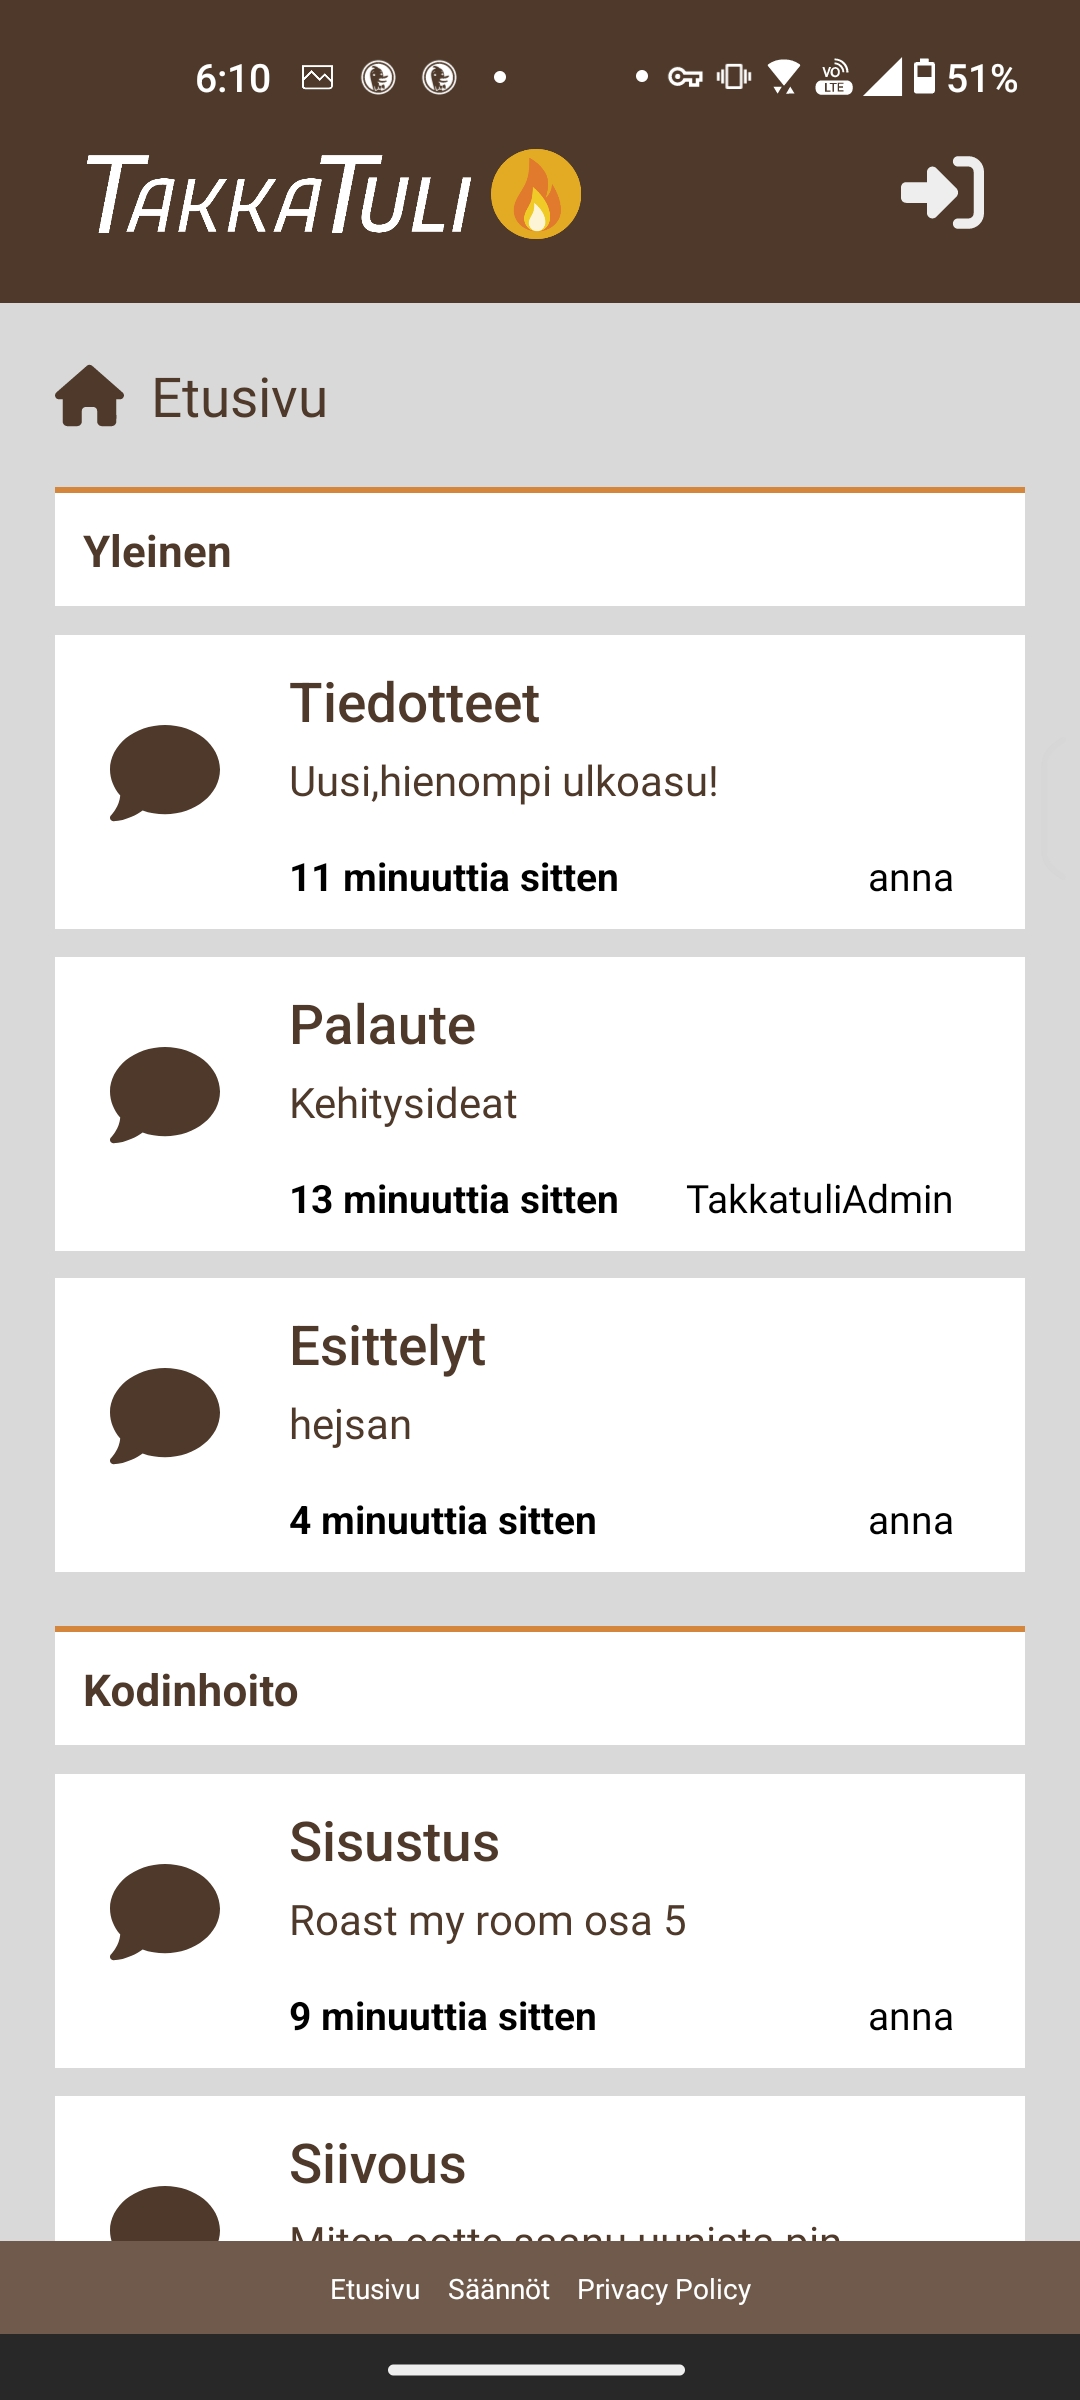 6:10
VO LTE 51%
TAKKATULI
Etusivu
Yleinen
Tiedotteet
Uusi,hienompi ulkoasu!
11 minuuttia sitten anna
Palaute
Kehitysideat
13 minuuttia sitten TakkatuliAdmin
Esittelyt
hejsan
4 minuuttia sitten anna
Kodinhoito
Sisustus
Roast my room osa 5
9 minuuttia sitten anna
Siivous
Etusivu Säännöt Privacy Policy